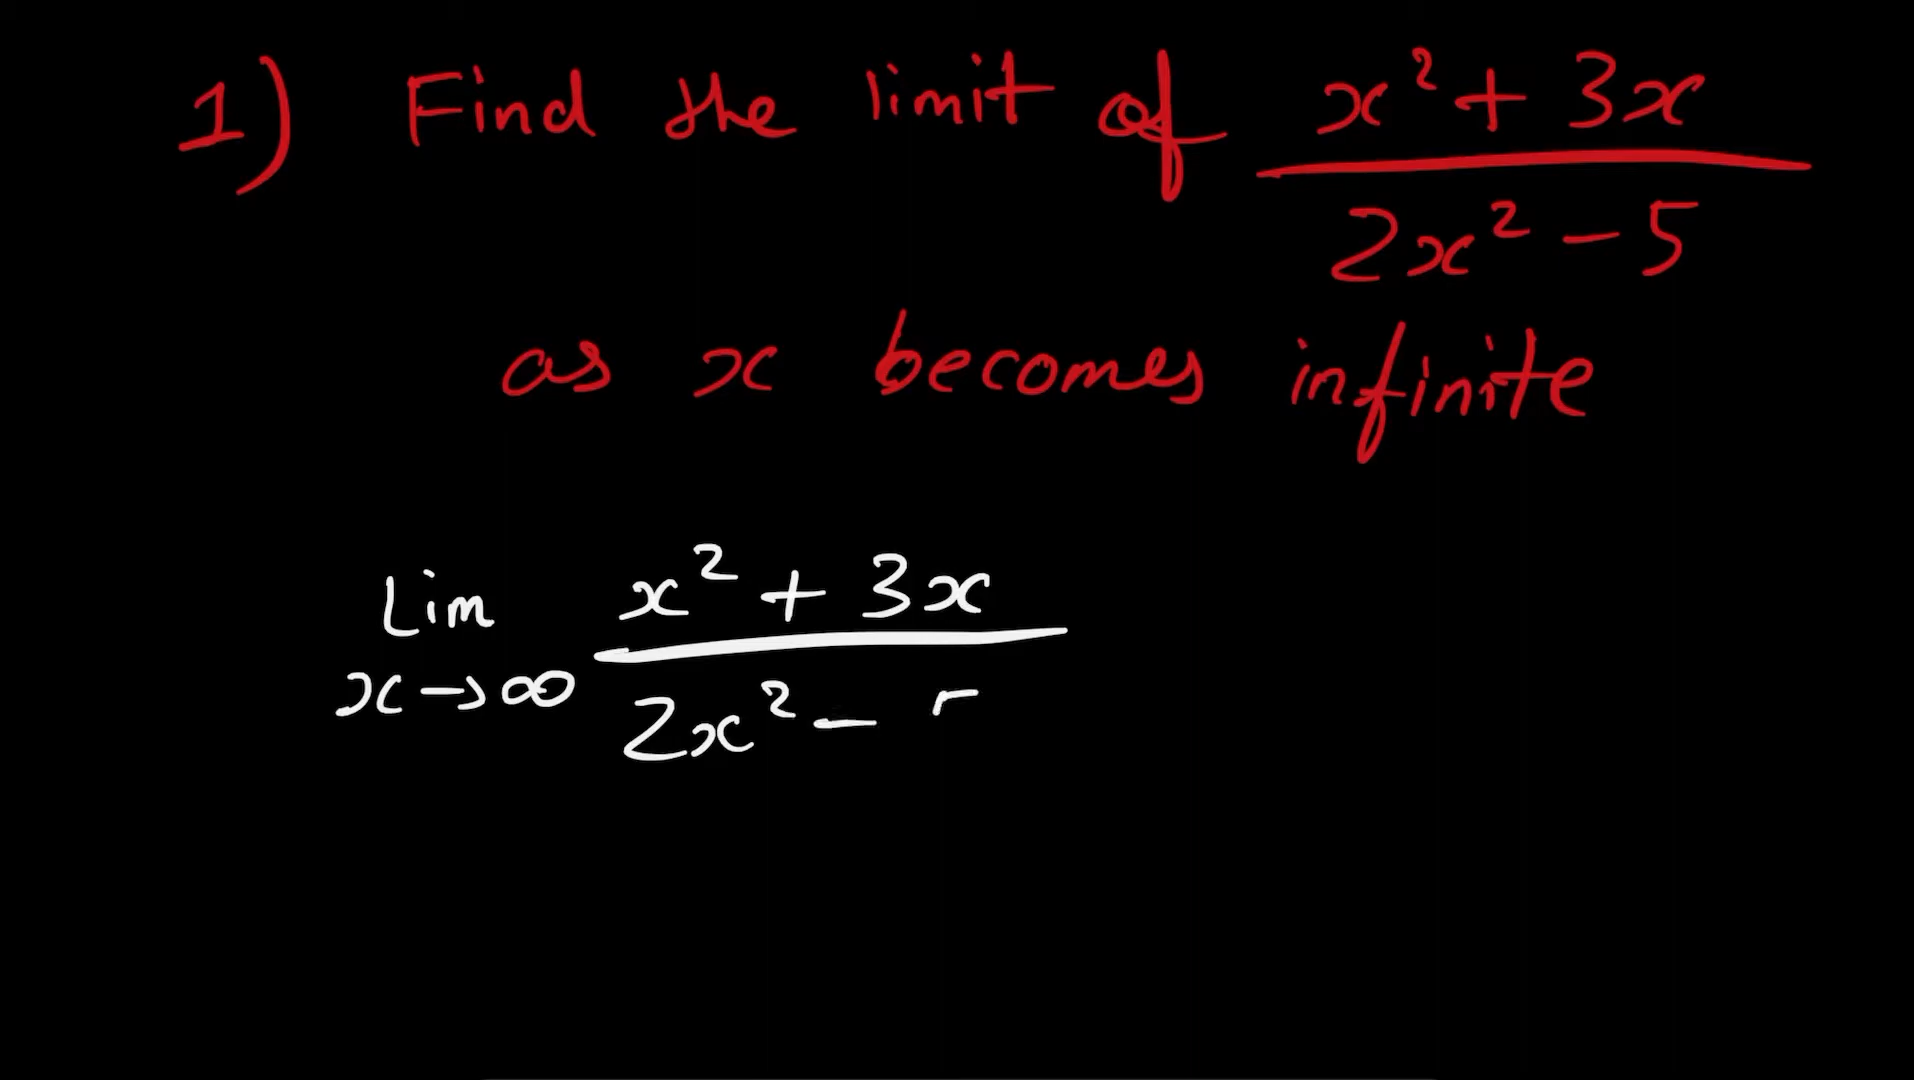 1) Find the limit of x² + 3x / 2x² - 5
as x becomes infinite
Lim x→∞ x² + 3x / 2x² -